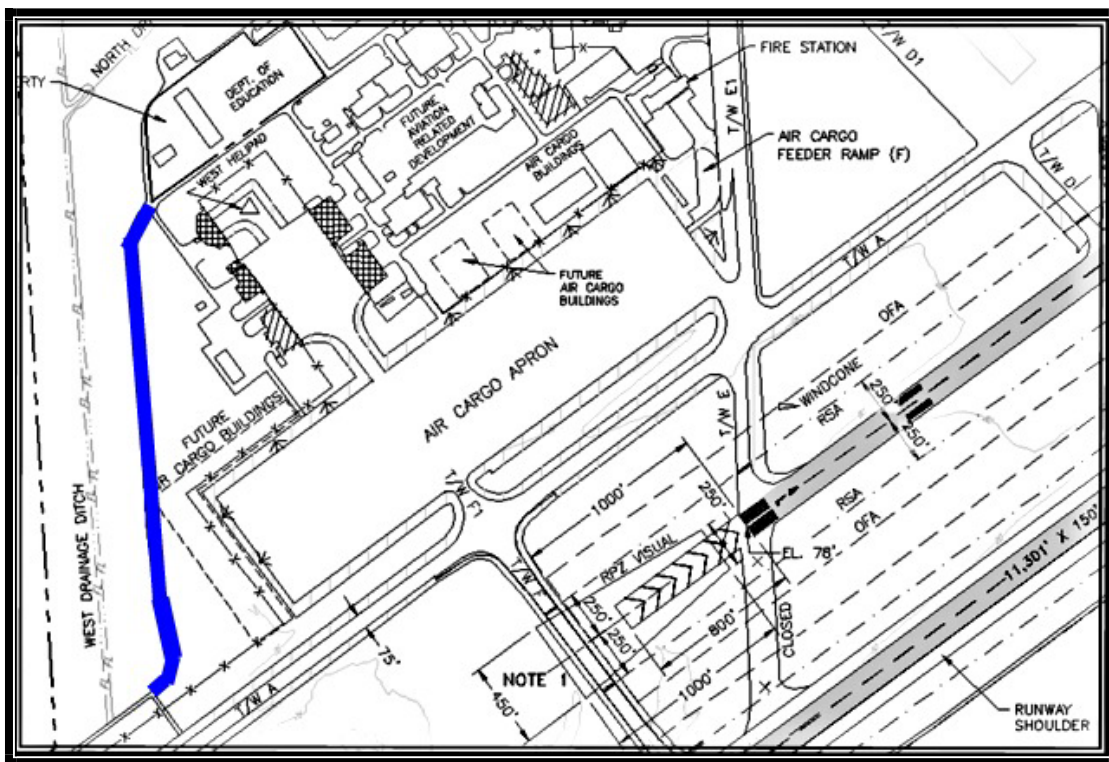 NORTH DR
RTY
DEPT. OF
EDUCATION
WEST HELIPAD
FUTURE
AVIATION
RELATED
DEVELOPMENT
AIR CARGO
BUILDINGS
FIRE STATION
T/W E1
T/W D1
AIR CARGO
FEEDER RAMP (F)
T/W D
T/W A
FUTURE
AIR CARGO
BUILDINGS
AIR CARGO APRON
OFA
WINDCONE
RSA
250'
250'
FUTURE
R CARGO BUILDINGS
WEST DRAINAGE DITCH
T/W F1
T/W E
1000'
250'
RSA
OFA
RPZ VISUAL
EL. 78'
11,301' X 150'
T/W F
250'
250'
800'
CLOSED
75'
NOTE 1
450'
1000'
T/W A
RUNWAY
SHOULDER